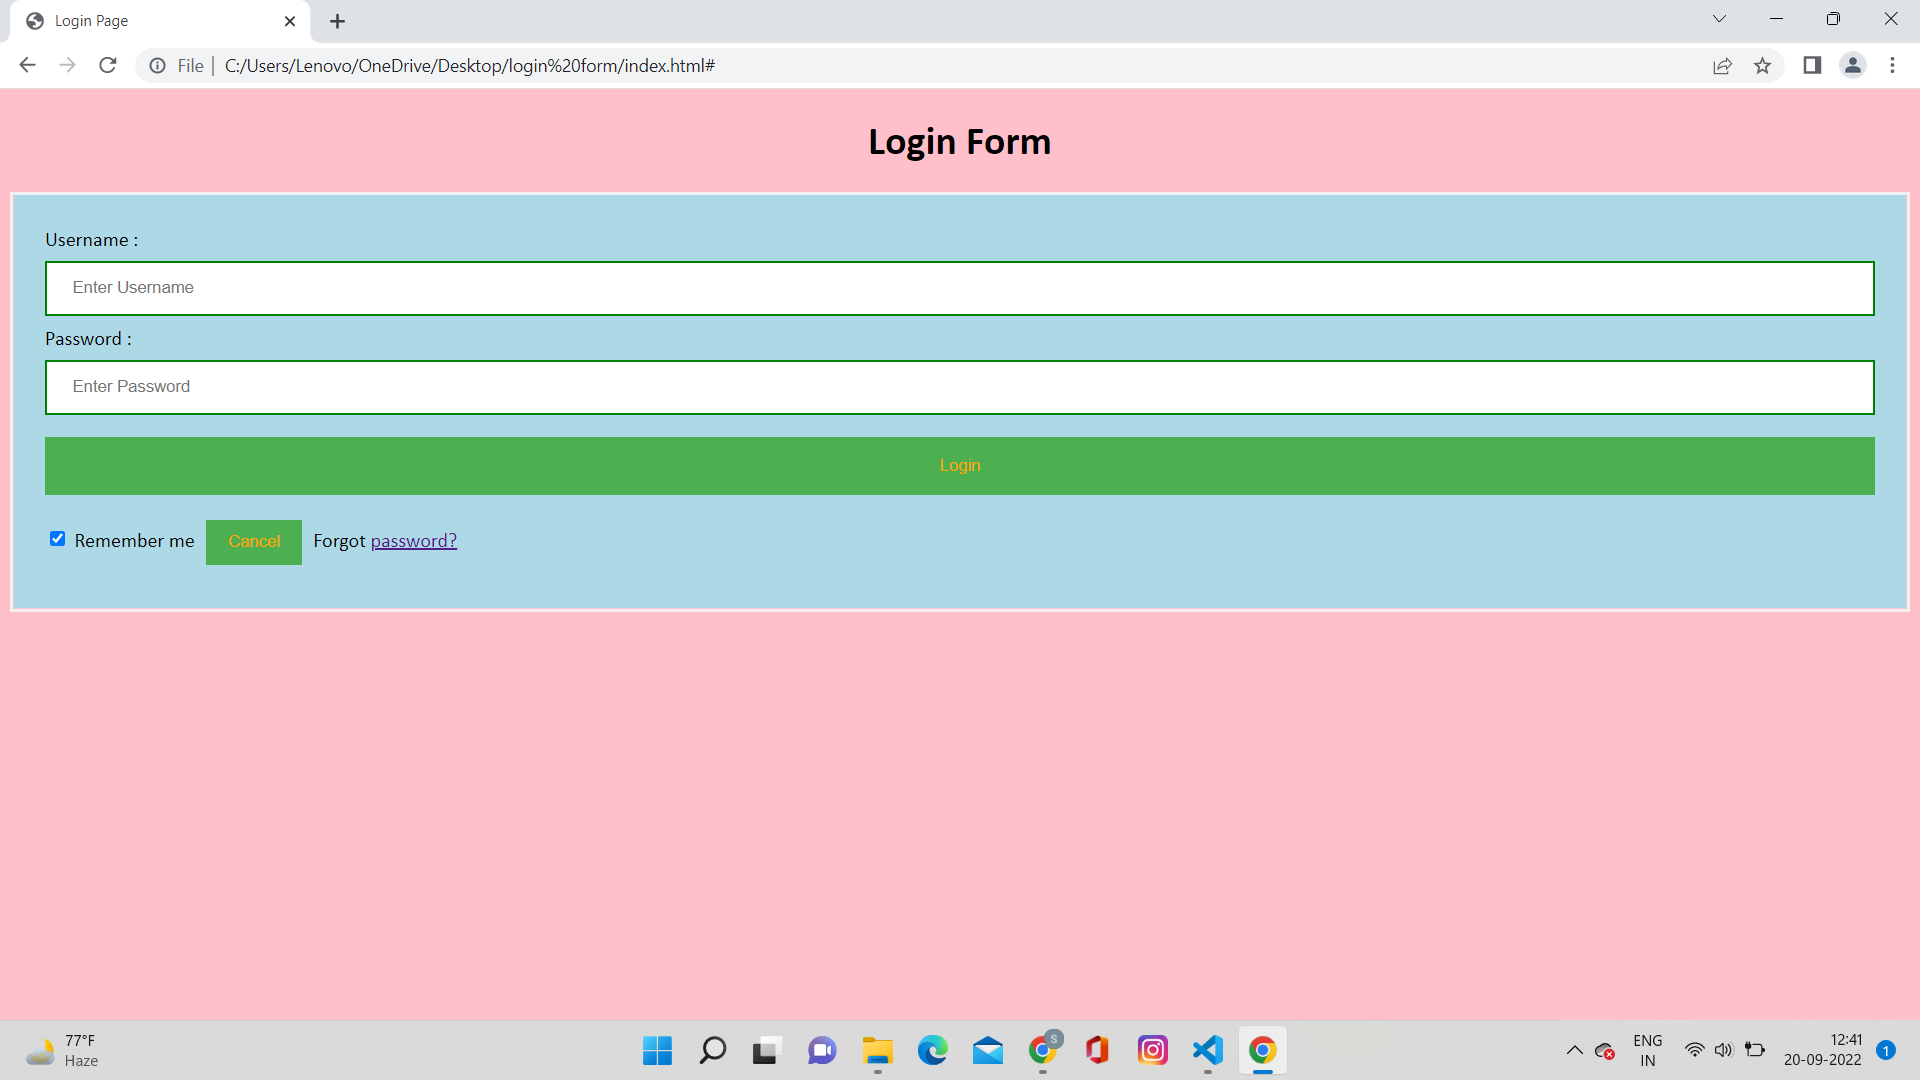 Login Page
File
C:/Users/Lenovo/OneDrive/Desktop/login%20form/index.html#
Login Form
Username :
Enter Username
Password :
Enter Password
Login
Remember me Cancel Forgot password?
77°F
Haze
S
ENG
IN
12:41
20-09-2022
1